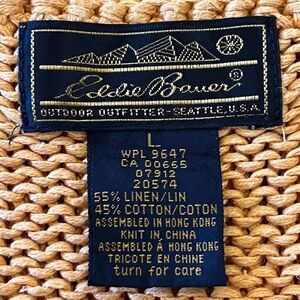 Eddie Bauer
OUTDOOR OUTFITTER-SEATTLE, U.S.A.
L
WPL 9647
CA 00665
07912
20574
55% LINEN/LIN
45% COTTON/COTON
ASSEMBLED IN HONG KONG
KNIT IN CHINA
ASSEMBLÉ À HONG KONG
TRICOTE EN CHINE
turn for care